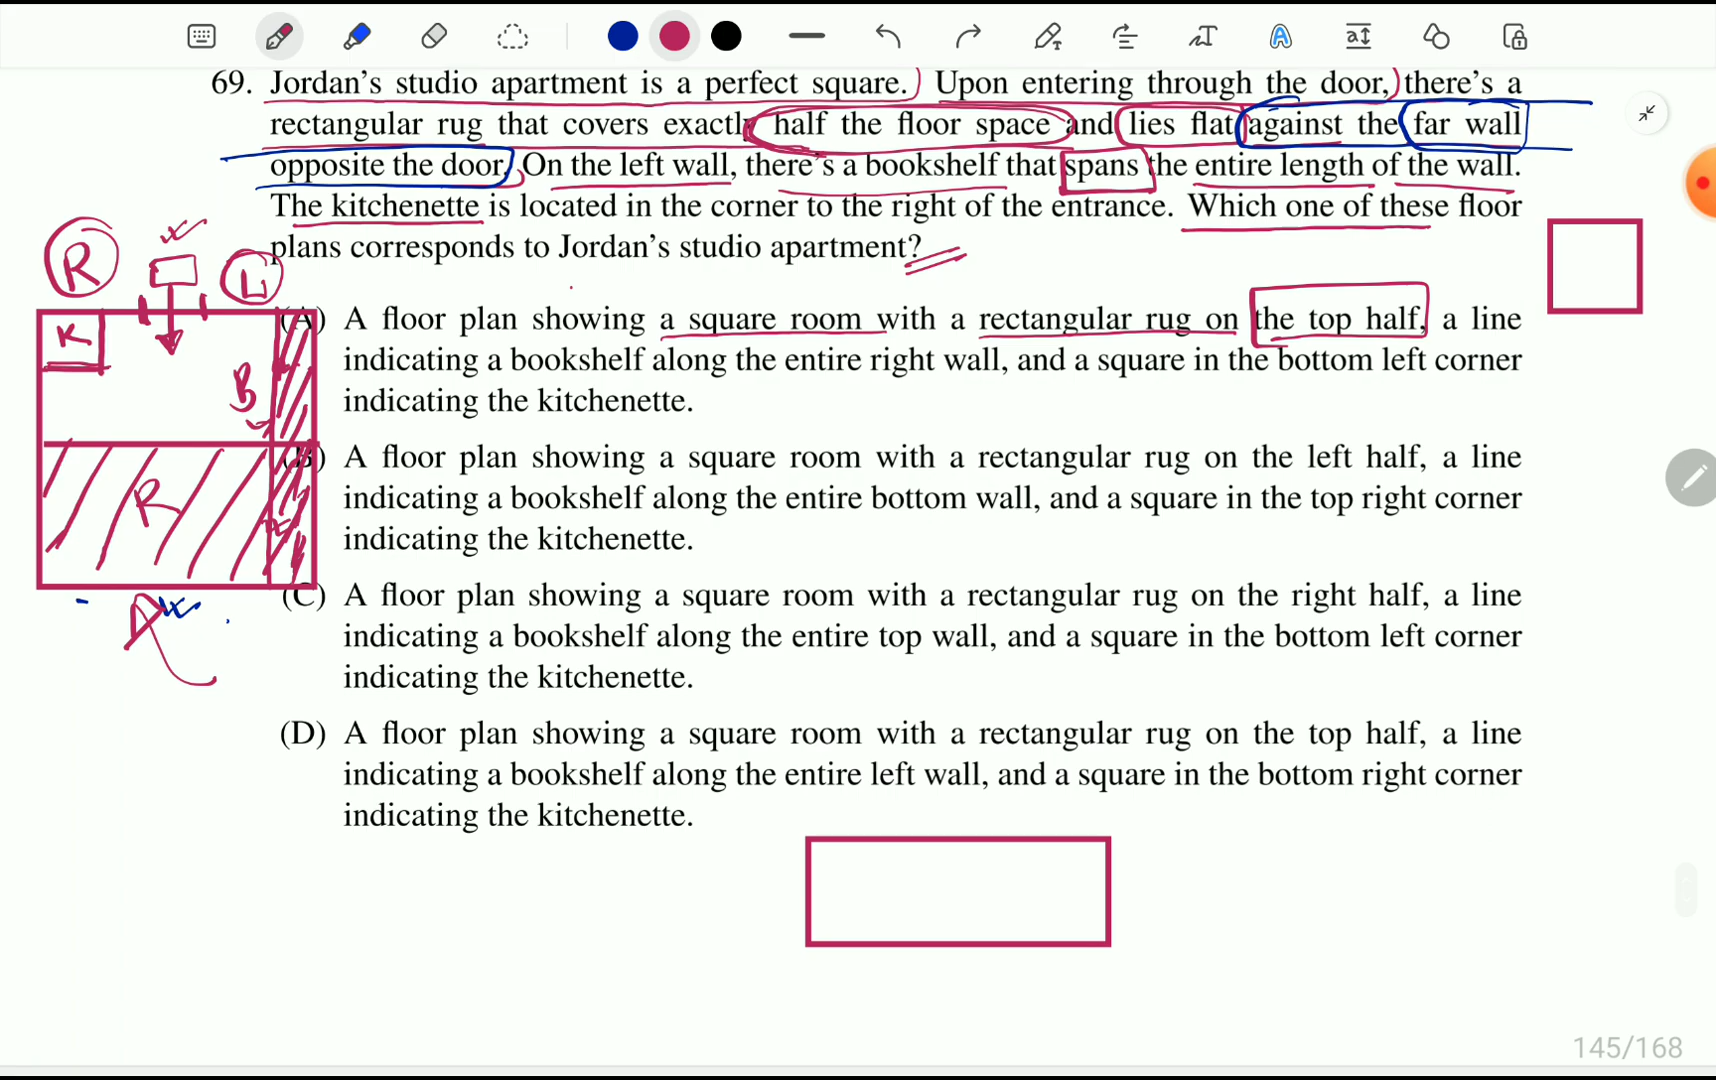 69. Jordan's studio apartment is a perfect square. Upon entering through the door, there's a
rectangular rug that covers exactly half the floor space and lies flat against the far wall
opposite the door. On the left wall, there's a bookshelf that spans the entire length of the wall.
The kitchenette is located in the corner to the right of the entrance. Which one of these floor
plans corresponds to Jordan's studio apartment?
R
L
K
B
R
(A) A floor plan showing a square room with a rectangular rug on the top half, a line
indicating a bookshelf along the entire right wall, and a square in the bottom left corner
indicating the kitchenette.
(B) A floor plan showing a square room with a rectangular rug on the left half, a line
indicating a bookshelf along the entire bottom wall, and a square in the top right corner
indicating the kitchenette.
(C) A floor plan showing a square room with a rectangular rug on the right half, a line
indicating a bookshelf along the entire top wall, and a square in the bottom left corner
indicating the kitchenette.
(D) A floor plan showing a square room with a rectangular rug on the top half, a line
indicating a bookshelf along the entire left wall, and a square in the bottom right corner
indicating the kitchenette.
145/168